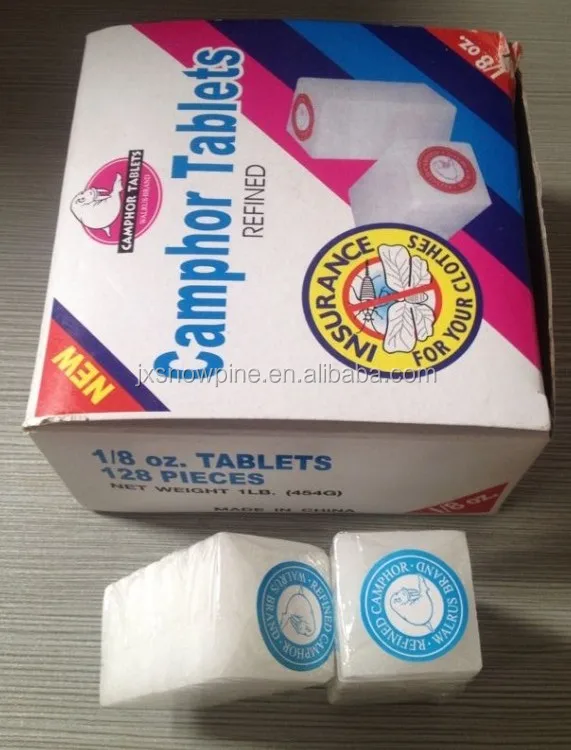 1/8 oz.
Camphor Tablets
REFINED
CAMPHOR TABLETS
WALRUS BRAND
INSURANCE
FOR YOUR CLOTHES
NEW
jxsnowpine.en.alibaba.com
1/8 oz. TABLETS
128 PIECES
NET WEIGHT 1LB. (454G)
MADE IN CHINA
1/8 oz.
REFINED CAMPHOR · WALRUS BRAND ·
REFINED CAMPHOR · WALRUS BRAND ·